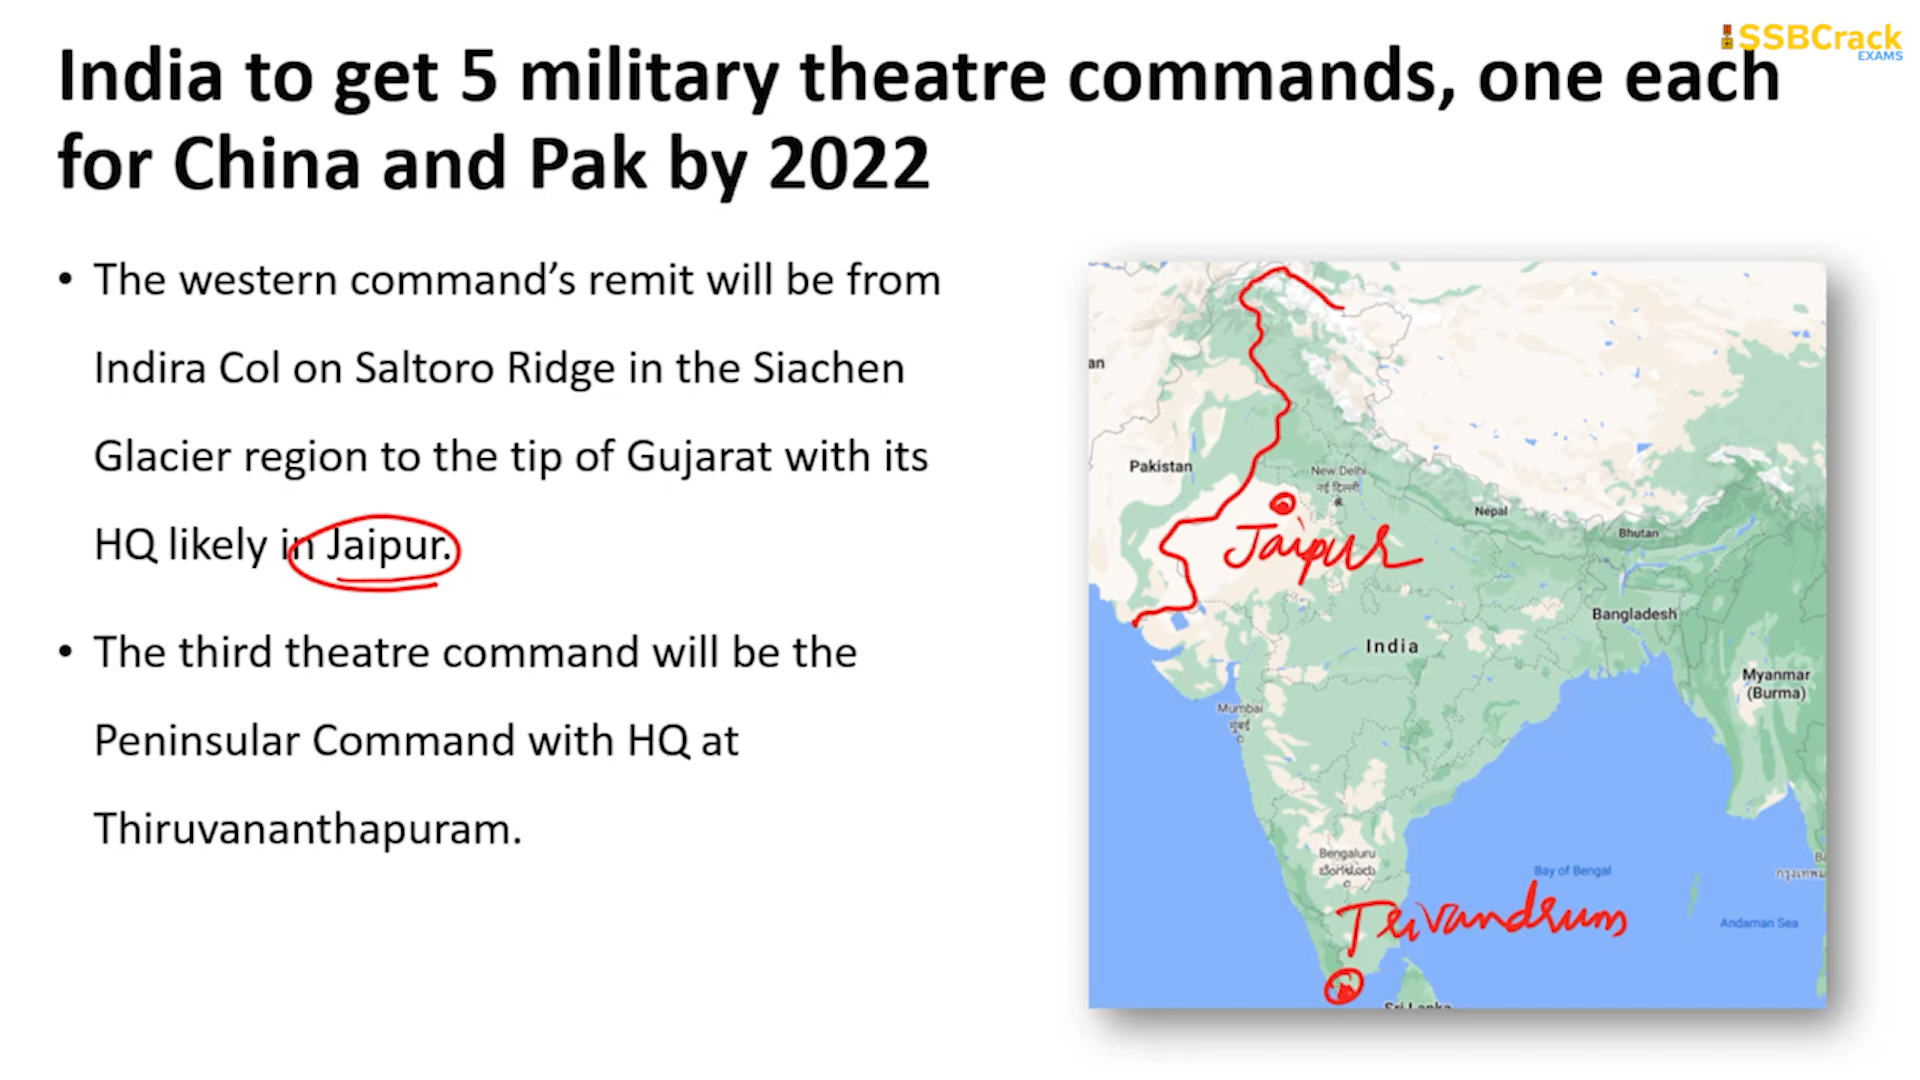 SSBCrack
EXAMS
India to get 5 military theatre commands, one each
for China and Pak by 2022
• The western command’s remit will be from
Indira Col on Saltoro Ridge in the Siachen
Glacier region to the tip of Gujarat with its
HQ likely in Jaipur.
• The third theatre command will be the
Peninsular Command with HQ at
Thiruvananthapuram.
an
Pakistan
New Delhi
नई दिल्ली
Jaipur
Nepal
Bhutan
Bangladesh
India
Myanmar
(Burma)
Mumbai
मुंबई
Bengaluru
ಬೆಂಗಳೂರು
Bay of Bengal
Trivandrum
Andaman Sea
Sri Lanka